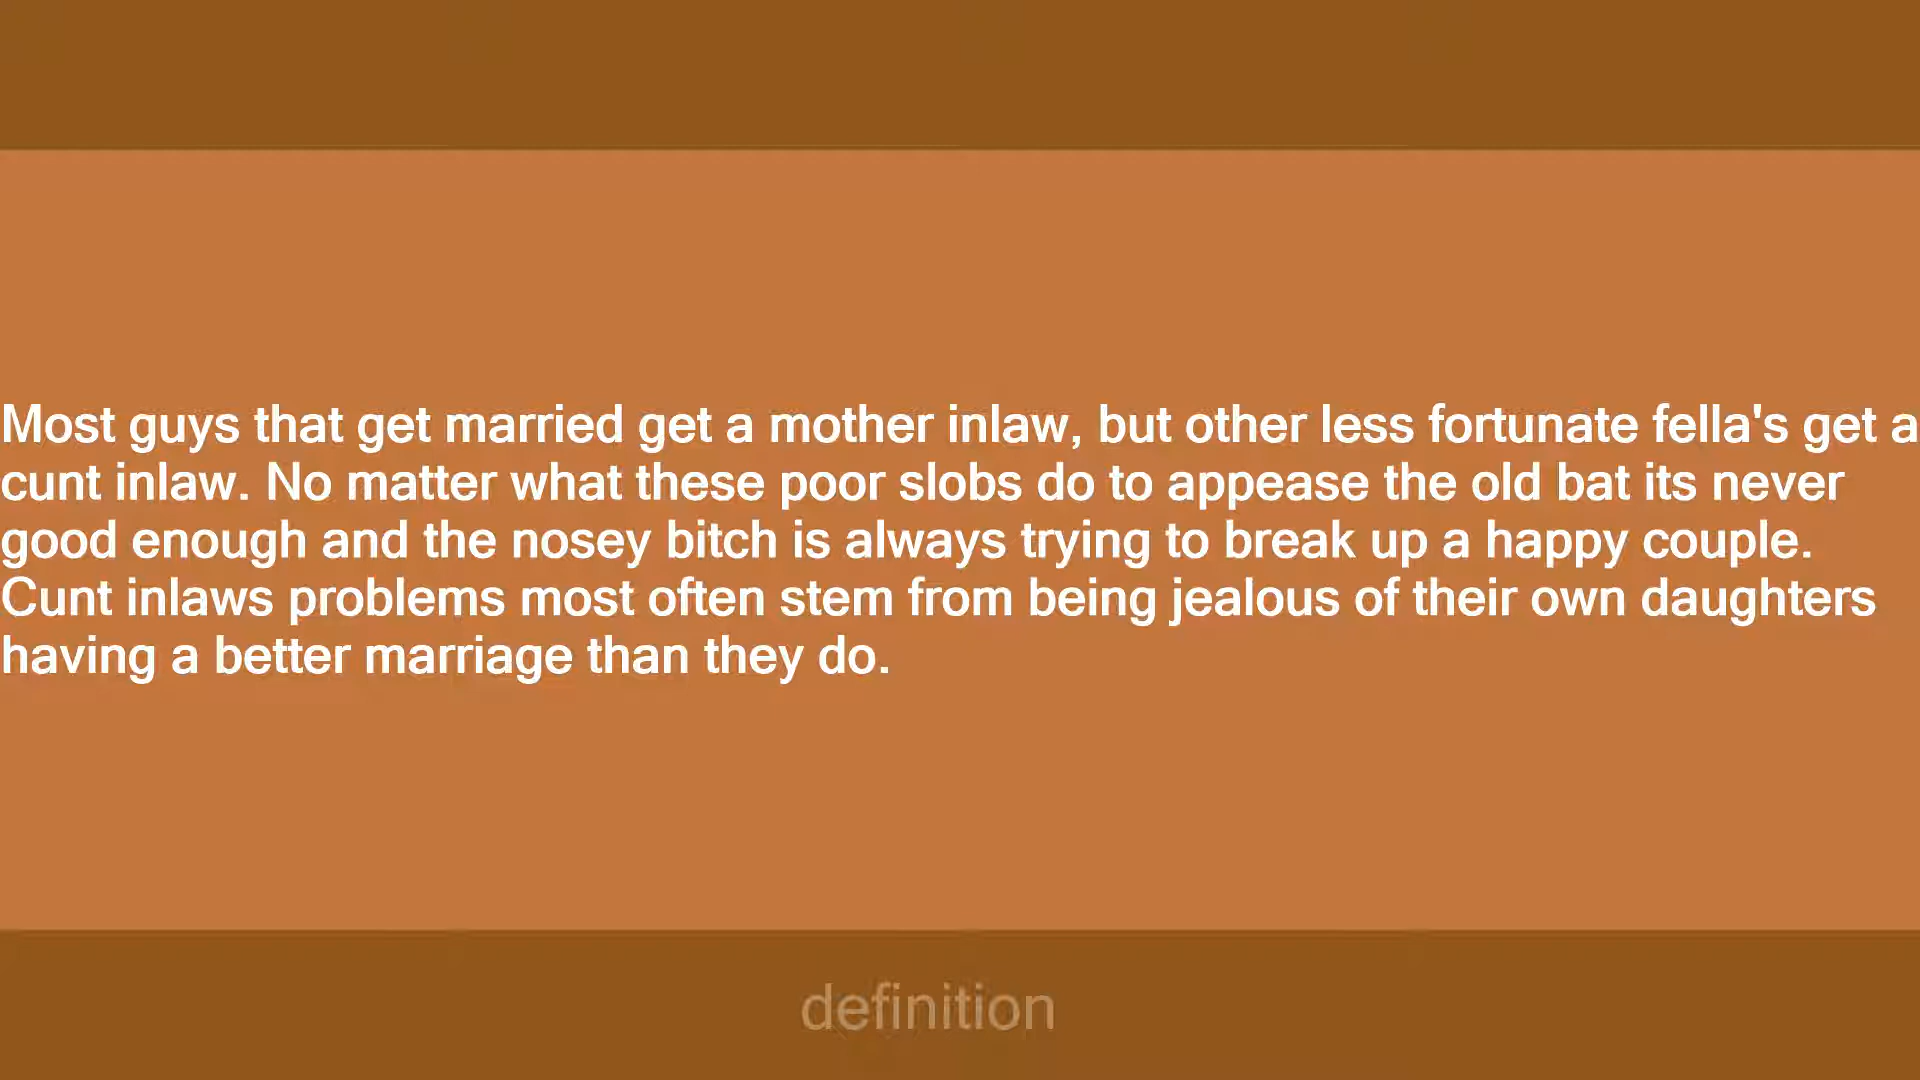 Most guys that get married get a mother inlaw, but other less fortunate fella's get a
cunt inlaw. No matter what these poor slobs do to appease the old bat its never
good enough and the nosey bitch is always trying to break up a happy couple.
Cunt inlaws problems most often stem from being jealous of their own daughters
having a better marriage than they do.
definition